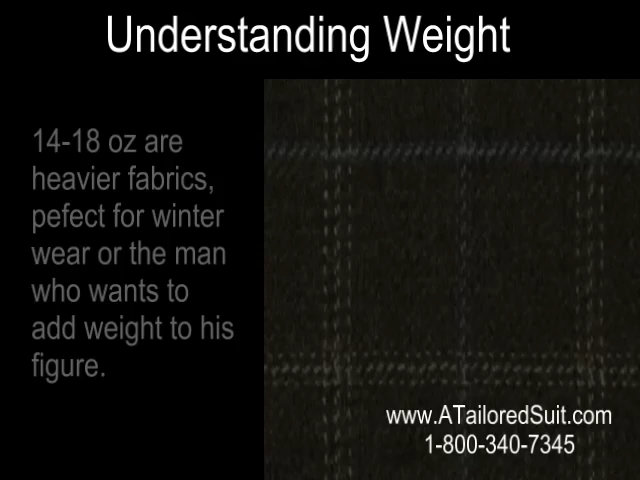 Understanding Weight
14-18 oz are
heavier fabrics,
pefect for winter
wear or the man
who wants to
add weight to his
figure.
www.ATailoredSuit.com
1-800-340-7345